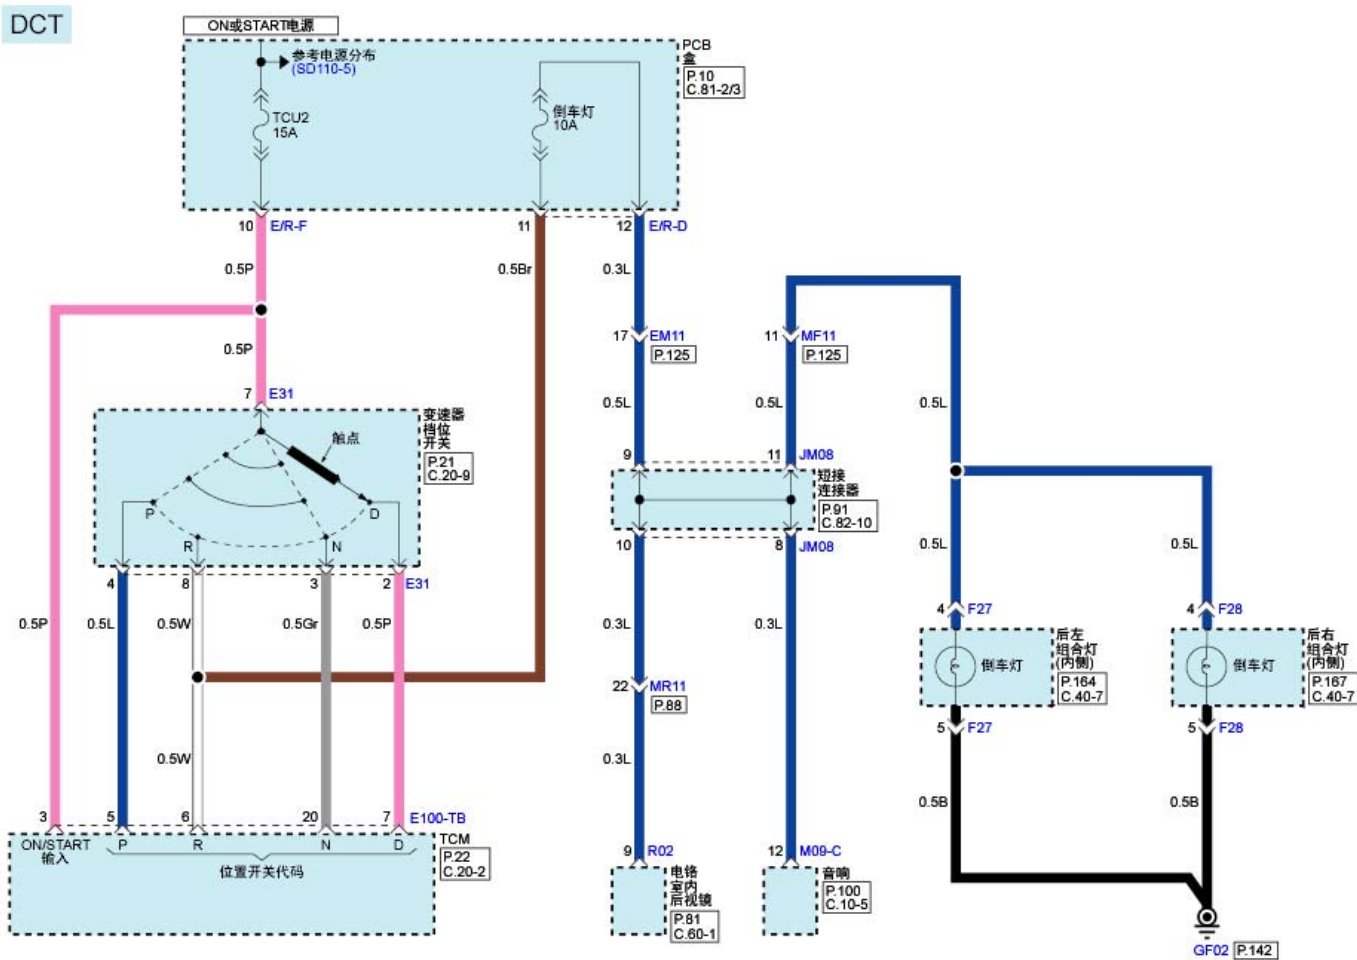 DCT
ON或START电源
参考电源分布
(SD110-5)
TCU2
15A
倒车灯
10A
PCB
盒
P.10
C.81-2/3
10 E/R-F
11
12 E/R-D
0.5P
0.5Br
0.3L
17 EM11
P.125
11 MF11
P.125
0.5P
7 E31
0.5L
0.5L
0.5L
变速器
档位
开关
P.21
C.20-9
触点
P
R
N
D
9
11 JM08
短接
连接器
P.91
C.82-10
10
8 JM08
4
8
3
2 E31
0.5L
0.5L
0.5P
0.5L
0.5W
0.5Gr
0.5P
0.3L
0.3L
4 F27
4 F28
倒车灯
后左
组合灯
(内侧)
P.164
C.40-7
倒车灯
后右
组合灯
(内侧)
P.167
C.40-7
22 MR11
P.88
5 F27
5 F28
0.5W
0.3L
0.5B
0.5B
3
5
6
20
7 E100-TB
ON/START
输入
P
R
N
D
位置开关代码
TCM
P.22
C.20-2
9 R02
电铬
室内
后视镜
P.81
C.60-1
12 M09-C
音响
P.100
C.10-5
GF02 P.142